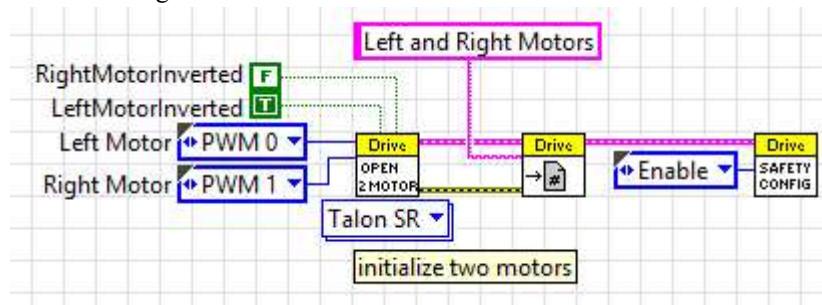 Left and Right Motors
RightMotorInverted F
LeftMotorInverted T
Left Motor PWM 0
Right Motor PWM 1
Drive
OPEN
2 MOTOR
Talon SR
Drive
#
Enable
Drive
SAFETY
CONFIG
initialize two motors